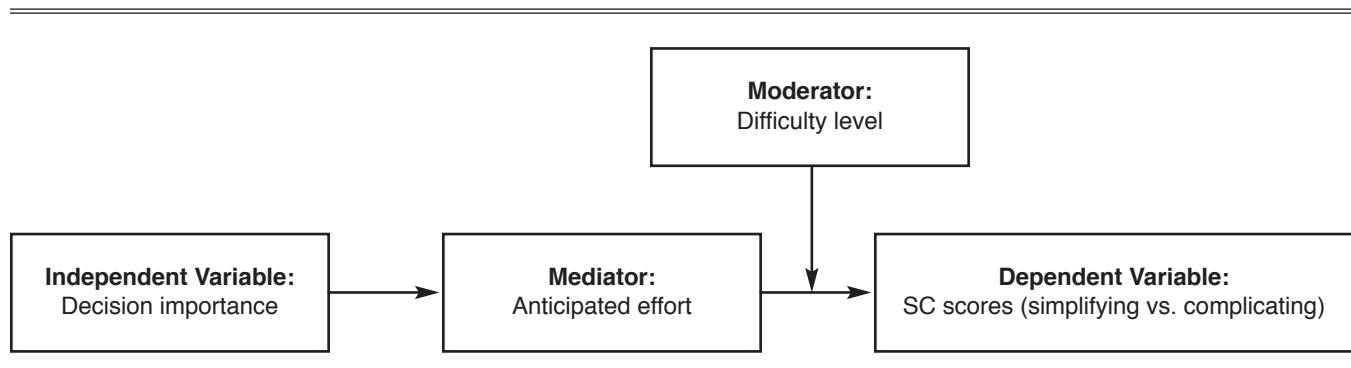 Moderator:
Difficulty level
Independent Variable:
Decision importance
Mediator:
Anticipated effort
Dependent Variable:
SC scores (simplifying vs. complicating)